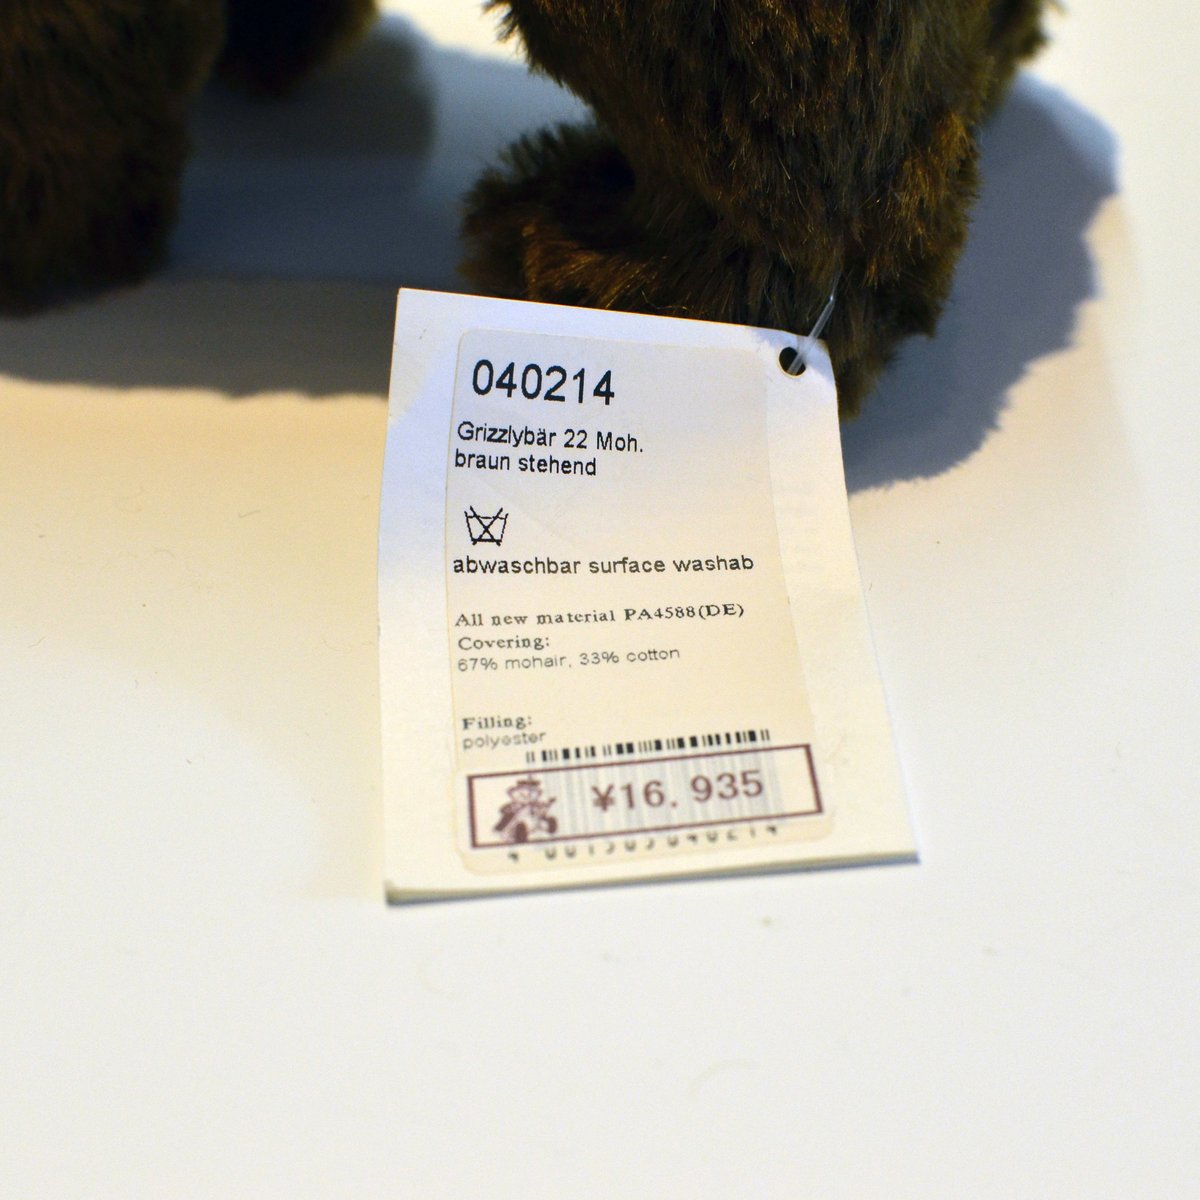 040214
Grizzlybär 22 Moh.
braun stehend
abwaschbar surface washab
All new material PA4588(DE)
Covering:
67% mohair, 33% cotton
Filling:
polyester
¥16. 935